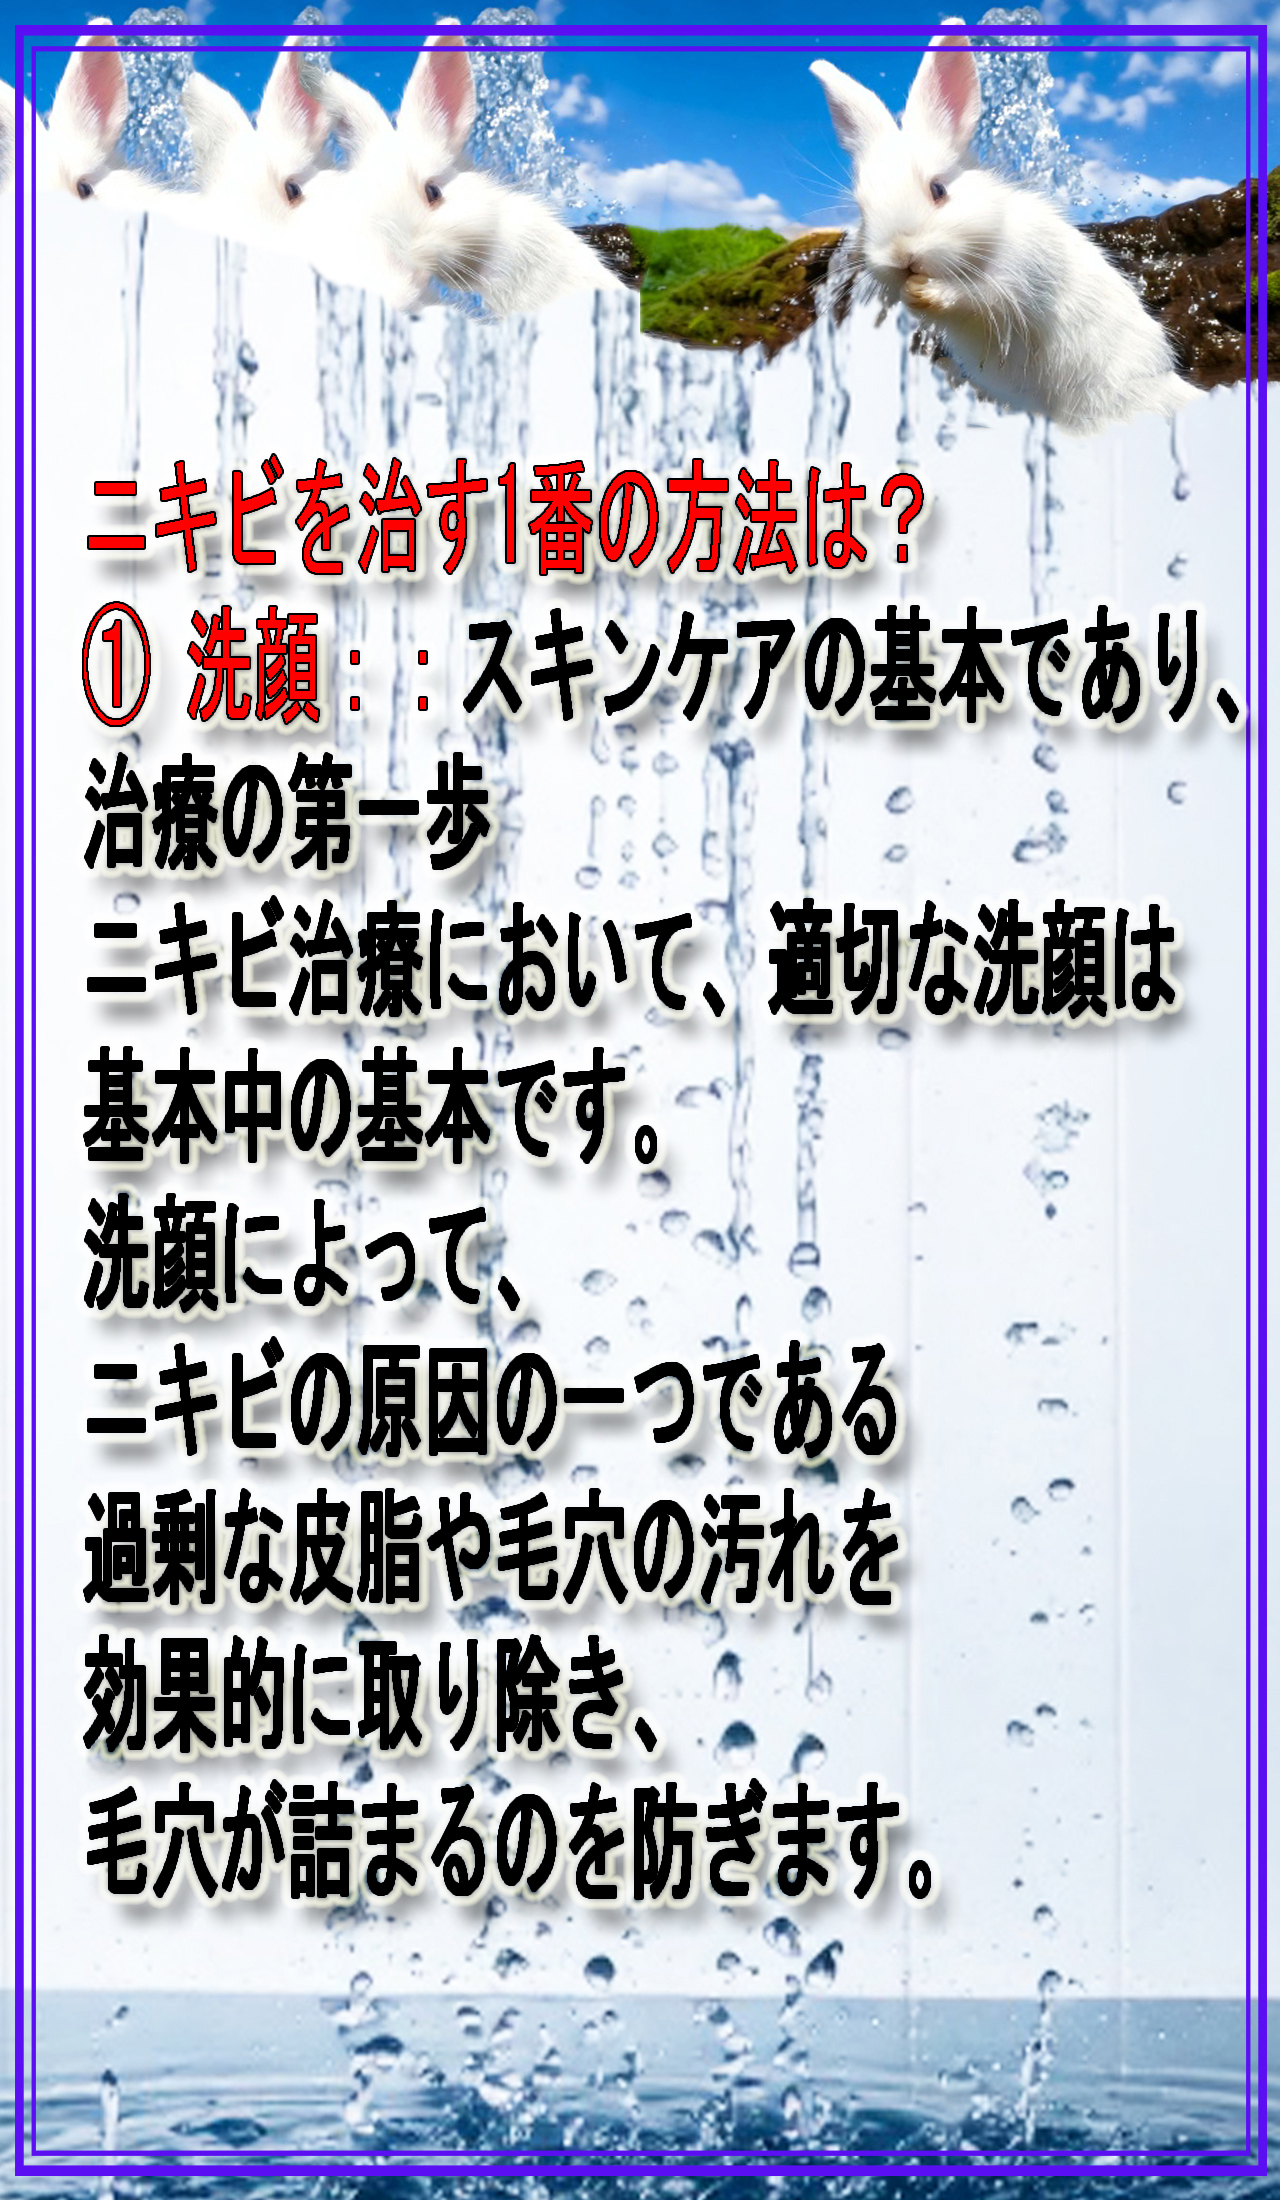 ニキビを治す1番の方法は？
① 洗顔：：スキンケアの基本であり、
治療の第一歩
ニキビ治療において、適切な洗顔は
基本中の基本です。
洗顔によって、
ニキビの原因の一つである
過剰な皮脂や毛穴の汚れを
効果的に取り除き、
毛穴が詰まるのを防ぎます。